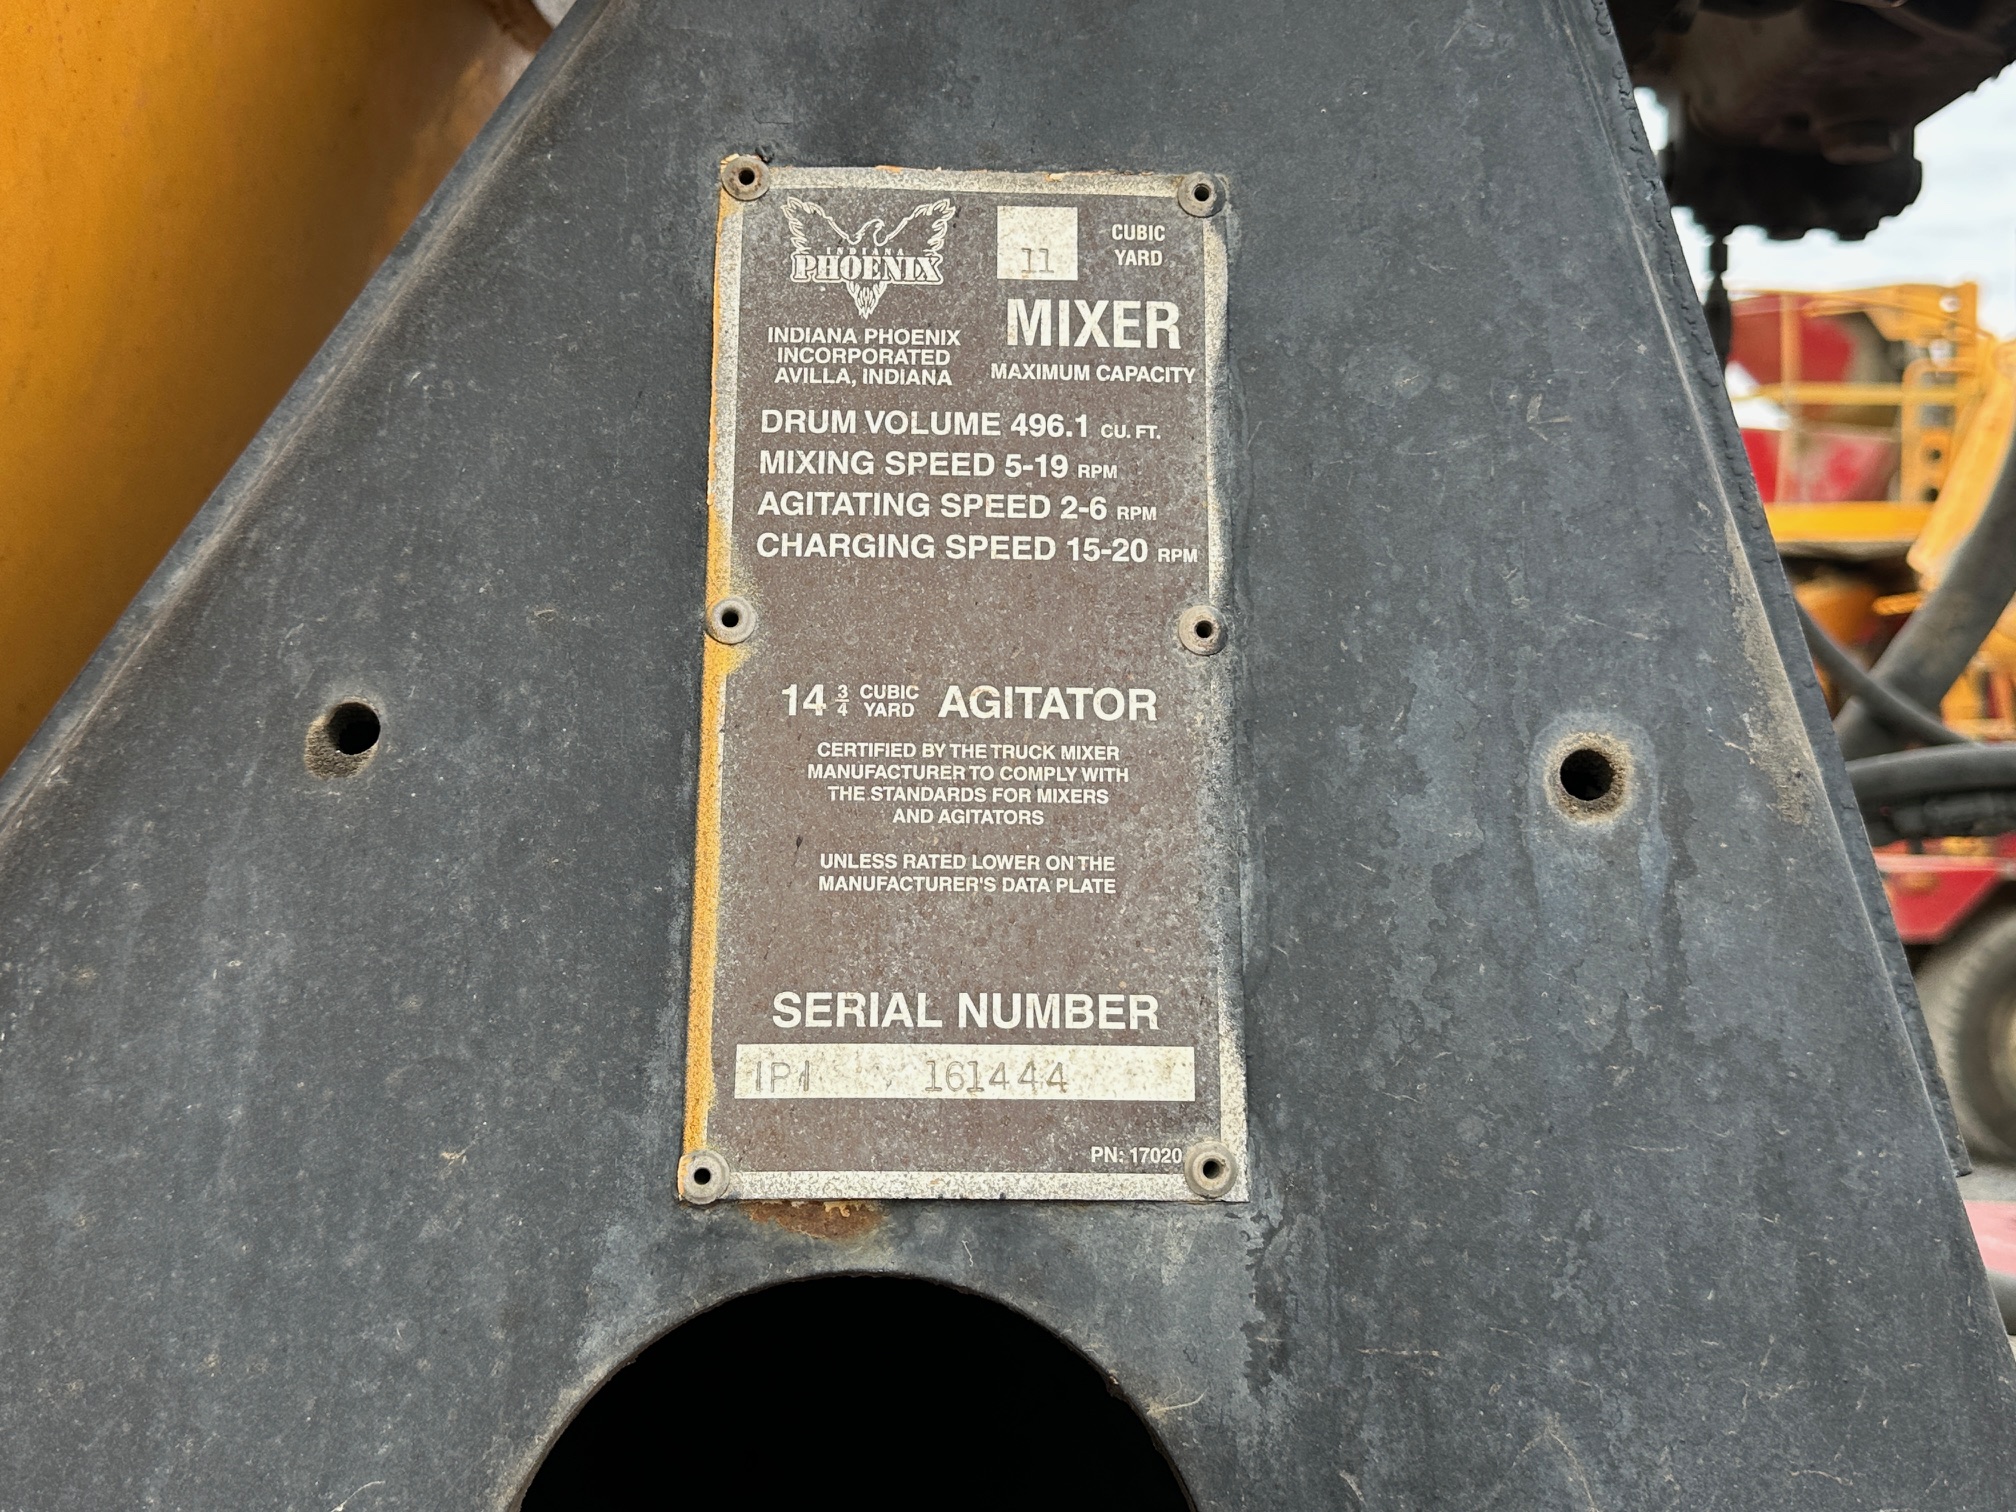 INDIANA
PHOENIX
INDIANA PHOENIX
INCORPORATED
AVILLA, INDIANA
11 CUBIC
YARD
MIXER
MAXIMUM CAPACITY
DRUM VOLUME 496.1 CU. FT.
MIXING SPEED 5-19 RPM
AGITATING SPEED 2-6 RPM
CHARGING SPEED 15-20 RPM
14 3/4 CUBIC YARD AGITATOR
CERTIFIED BY THE TRUCK MIXER
MANUFACTURER TO COMPLY WITH
THE STANDARDS FOR MIXERS
AND AGITATORS
UNLESS RATED LOWER ON THE
MANUFACTURER'S DATA PLATE
SERIAL NUMBER
IPI 161444
PN: 17020